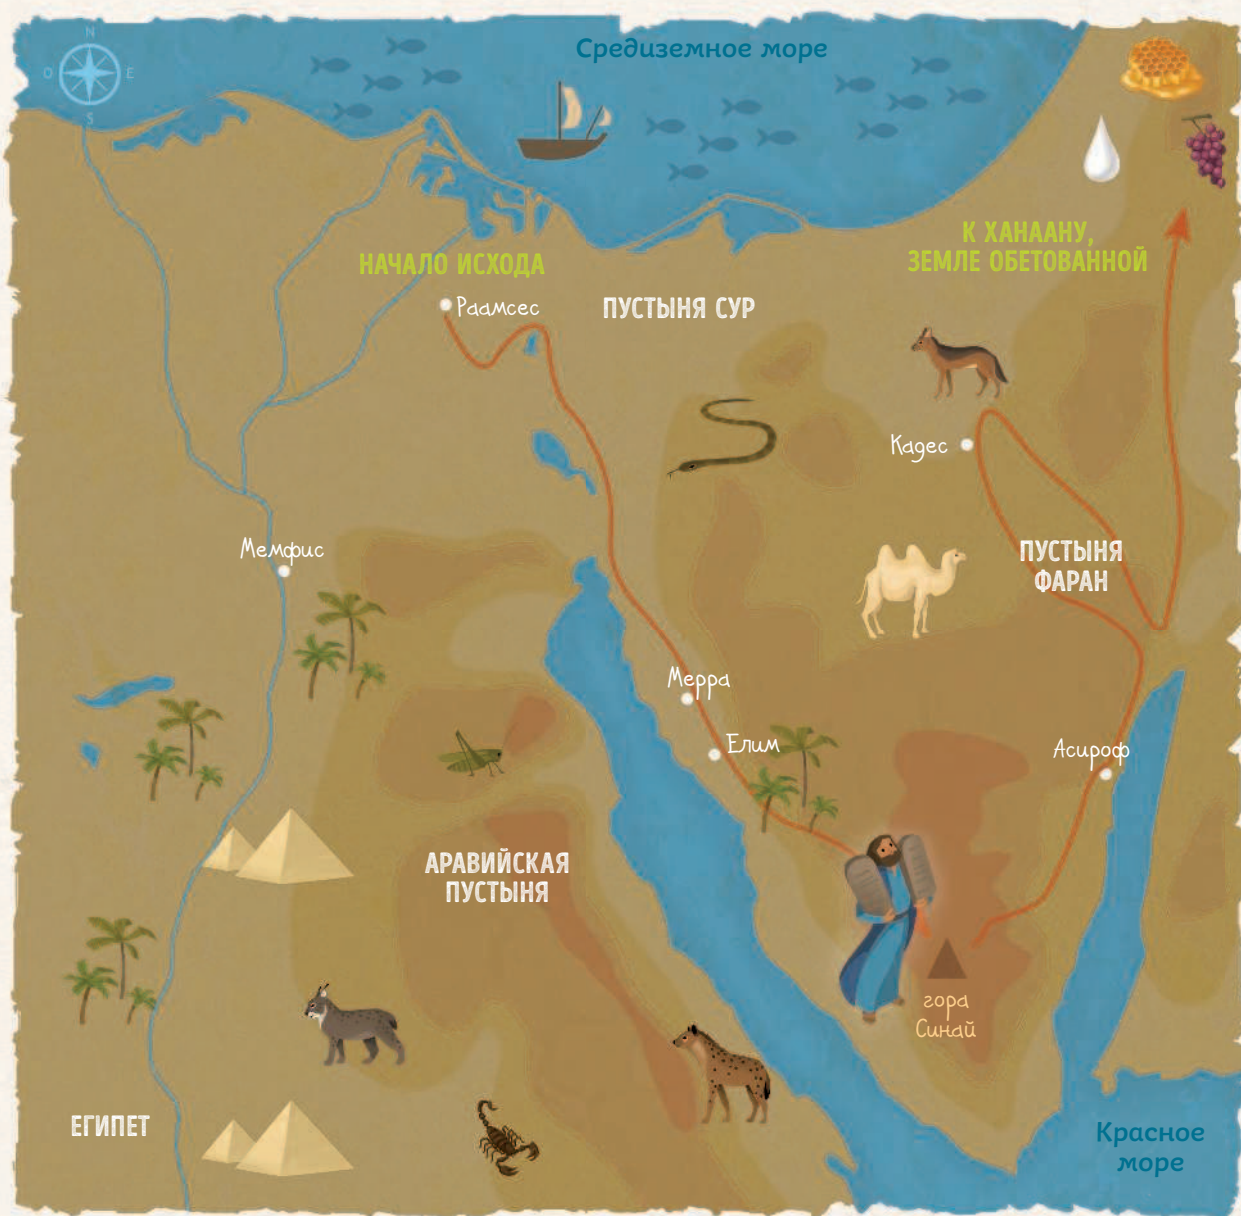 N
O
E
S
Средиземное море
К ХАНААНУ,
ЗЕМЛЕ ОБЕТОВАННОЙ
НАЧАЛО ИСХОДА
Раамсес
ПУСТЫНЯ СУР
Кадес
Мемфис
ПУСТЫНЯ
ФАРАН
Мерра
Елим
Асироф
АРАВИЙСКАЯ
ПУСТЫНЯ
гора
Синай
ЕГИПЕТ
Красное
море